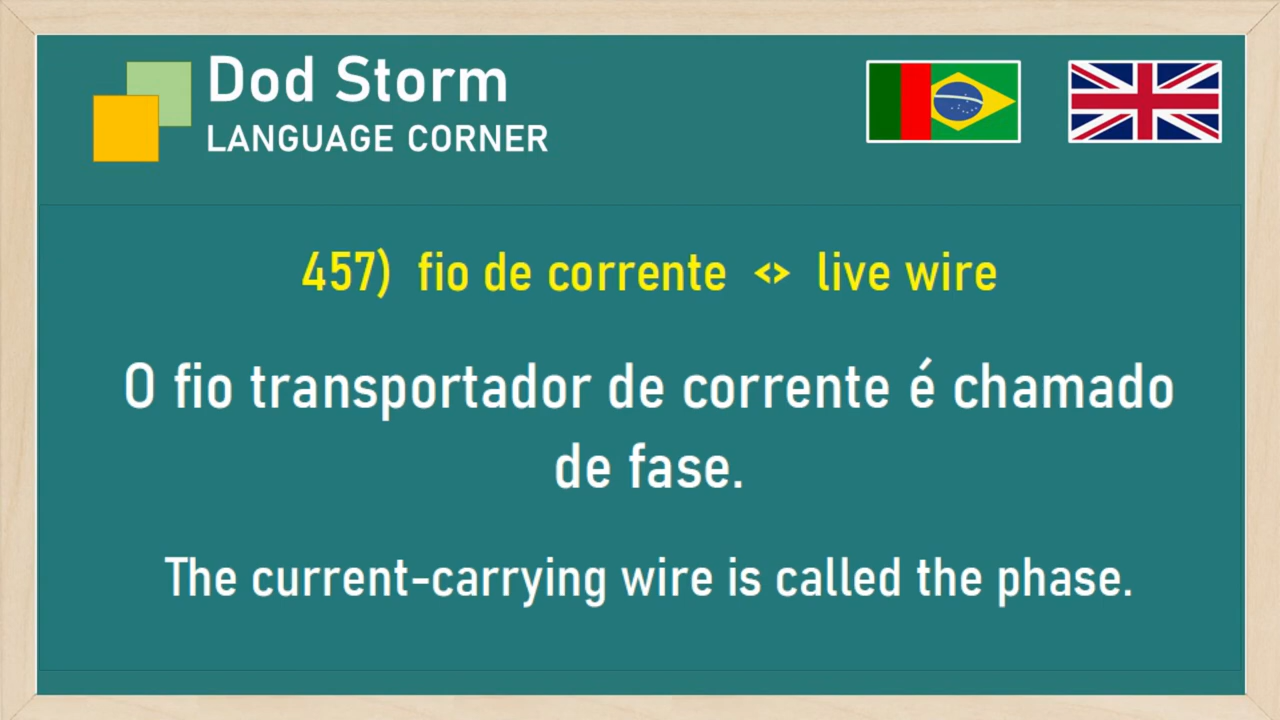 Dod Storm
LANGUAGE CORNER
457) fio de corrente <> live wire
O fio transportador de corrente é chamado
de fase.
The current-carrying wire is called the phase.